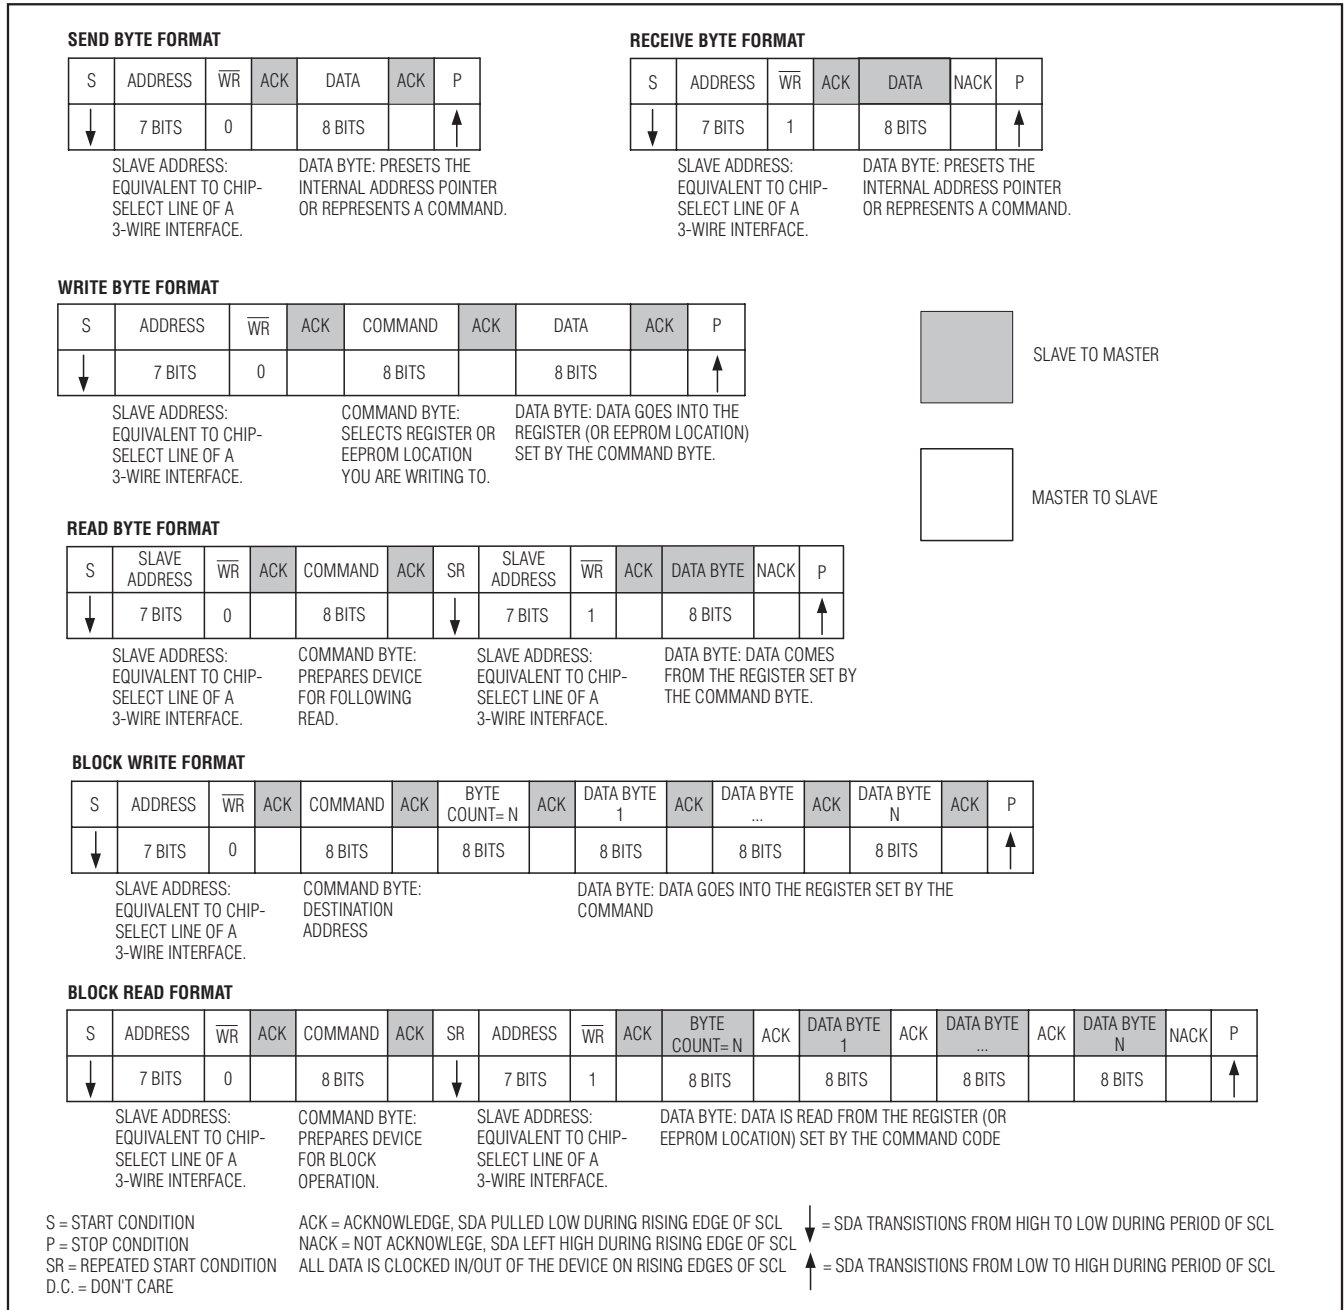 SEND BYTE FORMAT
S ADDRESS WR ACK DATA ACK P
7 BITS 0 8 BITS
SLAVE ADDRESS:
EQUIVALENT TO CHIP-
SELECT LINE OF A
3-WIRE INTERFACE.
DATA BYTE: PRESETS THE
INTERNAL ADDRESS POINTER
OR REPRESENTS A COMMAND.
RECEIVE BYTE FORMAT
S ADDRESS WR ACK DATA NACK P
7 BITS 1 8 BITS
SLAVE ADDRESS:
EQUIVALENT TO CHIP-
SELECT LINE OF A
3-WIRE INTERFACE.
DATA BYTE: PRESETS THE
INTERNAL ADDRESS POINTER
OR REPRESENTS A COMMAND.
WRITE BYTE FORMAT
S ADDRESS WR ACK COMMAND ACK DATA ACK P
7 BITS 0 8 BITS 8 BITS
SLAVE ADDRESS:
EQUIVALENT TO CHIP-
SELECT LINE OF A
3-WIRE INTERFACE.
COMMAND BYTE:
SELECTS REGISTER OR
EEPROM LOCATION
YOU ARE WRITING TO.
DATA BYTE: DATA GOES INTO THE
REGISTER (OR EEPROM LOCATION)
SET BY THE COMMAND BYTE.
SLAVE TO MASTER
MASTER TO SLAVE
READ BYTE FORMAT
S SLAVE ADDRESS WR ACK COMMAND ACK SR SLAVE ADDRESS WR ACK DATA BYTE NACK P
7 BITS 0 8 BITS 7 BITS 1 8 BITS
SLAVE ADDRESS:
EQUIVALENT TO CHIP-
SELECT LINE OF A
3-WIRE INTERFACE.
COMMAND BYTE:
PREPARES DEVICE
FOR FOLLOWING
READ.
SLAVE ADDRESS:
EQUIVALENT TO CHIP-
SELECT LINE OF A
3-WIRE INTERFACE.
DATA BYTE: DATA COMES
FROM THE REGISTER SET BY
THE COMMAND BYTE.
BLOCK WRITE FORMAT
S ADDRESS WR ACK COMMAND ACK BYTE COUNT= N ACK DATA BYTE 1 ACK DATA BYTE ... ACK DATA BYTE N ACK P
7 BITS 0 8 BITS 8 BITS 8 BITS 8 BITS 8 BITS
SLAVE ADDRESS:
EQUIVALENT TO CHIP-
SELECT LINE OF A
3-WIRE INTERFACE.
COMMAND BYTE:
DESTINATION
ADDRESS
DATA BYTE: DATA GOES INTO THE REGISTER SET BY THE
COMMAND
BLOCK READ FORMAT
S ADDRESS WR ACK COMMAND ACK SR ADDRESS WR ACK BYTE COUNT= N ACK DATA BYTE 1 ACK DATA BYTE ... ACK DATA BYTE N NACK P
7 BITS 0 8 BITS 7 BITS 1 8 BITS 8 BITS 8 BITS 8 BITS
SLAVE ADDRESS:
EQUIVALENT TO CHIP-
SELECT LINE OF A
3-WIRE INTERFACE.
COMMAND BYTE:
PREPARES DEVICE
FOR BLOCK
OPERATION.
SLAVE ADDRESS:
EQUIVALENT TO CHIP-
SELECT LINE OF A
3-WIRE INTERFACE.
DATA BYTE: DATA IS READ FROM THE REGISTER (OR
EEPROM LOCATION) SET BY THE COMMAND CODE
S = START CONDITION
P = STOP CONDITION
SR = REPEATED START CONDITION
D.C. = DON'T CARE
ACK = ACKNOWLEDGE, SDA PULLED LOW DURING RISING EDGE OF SCL
NACK = NOT ACKNOWLEGE, SDA LEFT HIGH DURING RISING EDGE OF SCL
ALL DATA IS CLOCKED IN/OUT OF THE DEVICE ON RISING EDGES OF SCL
= SDA TRANSISTIONS FROM HIGH TO LOW DURING PERIOD OF SCL
= SDA TRANSISTIONS FROM LOW TO HIGH DURING PERIOD OF SCL